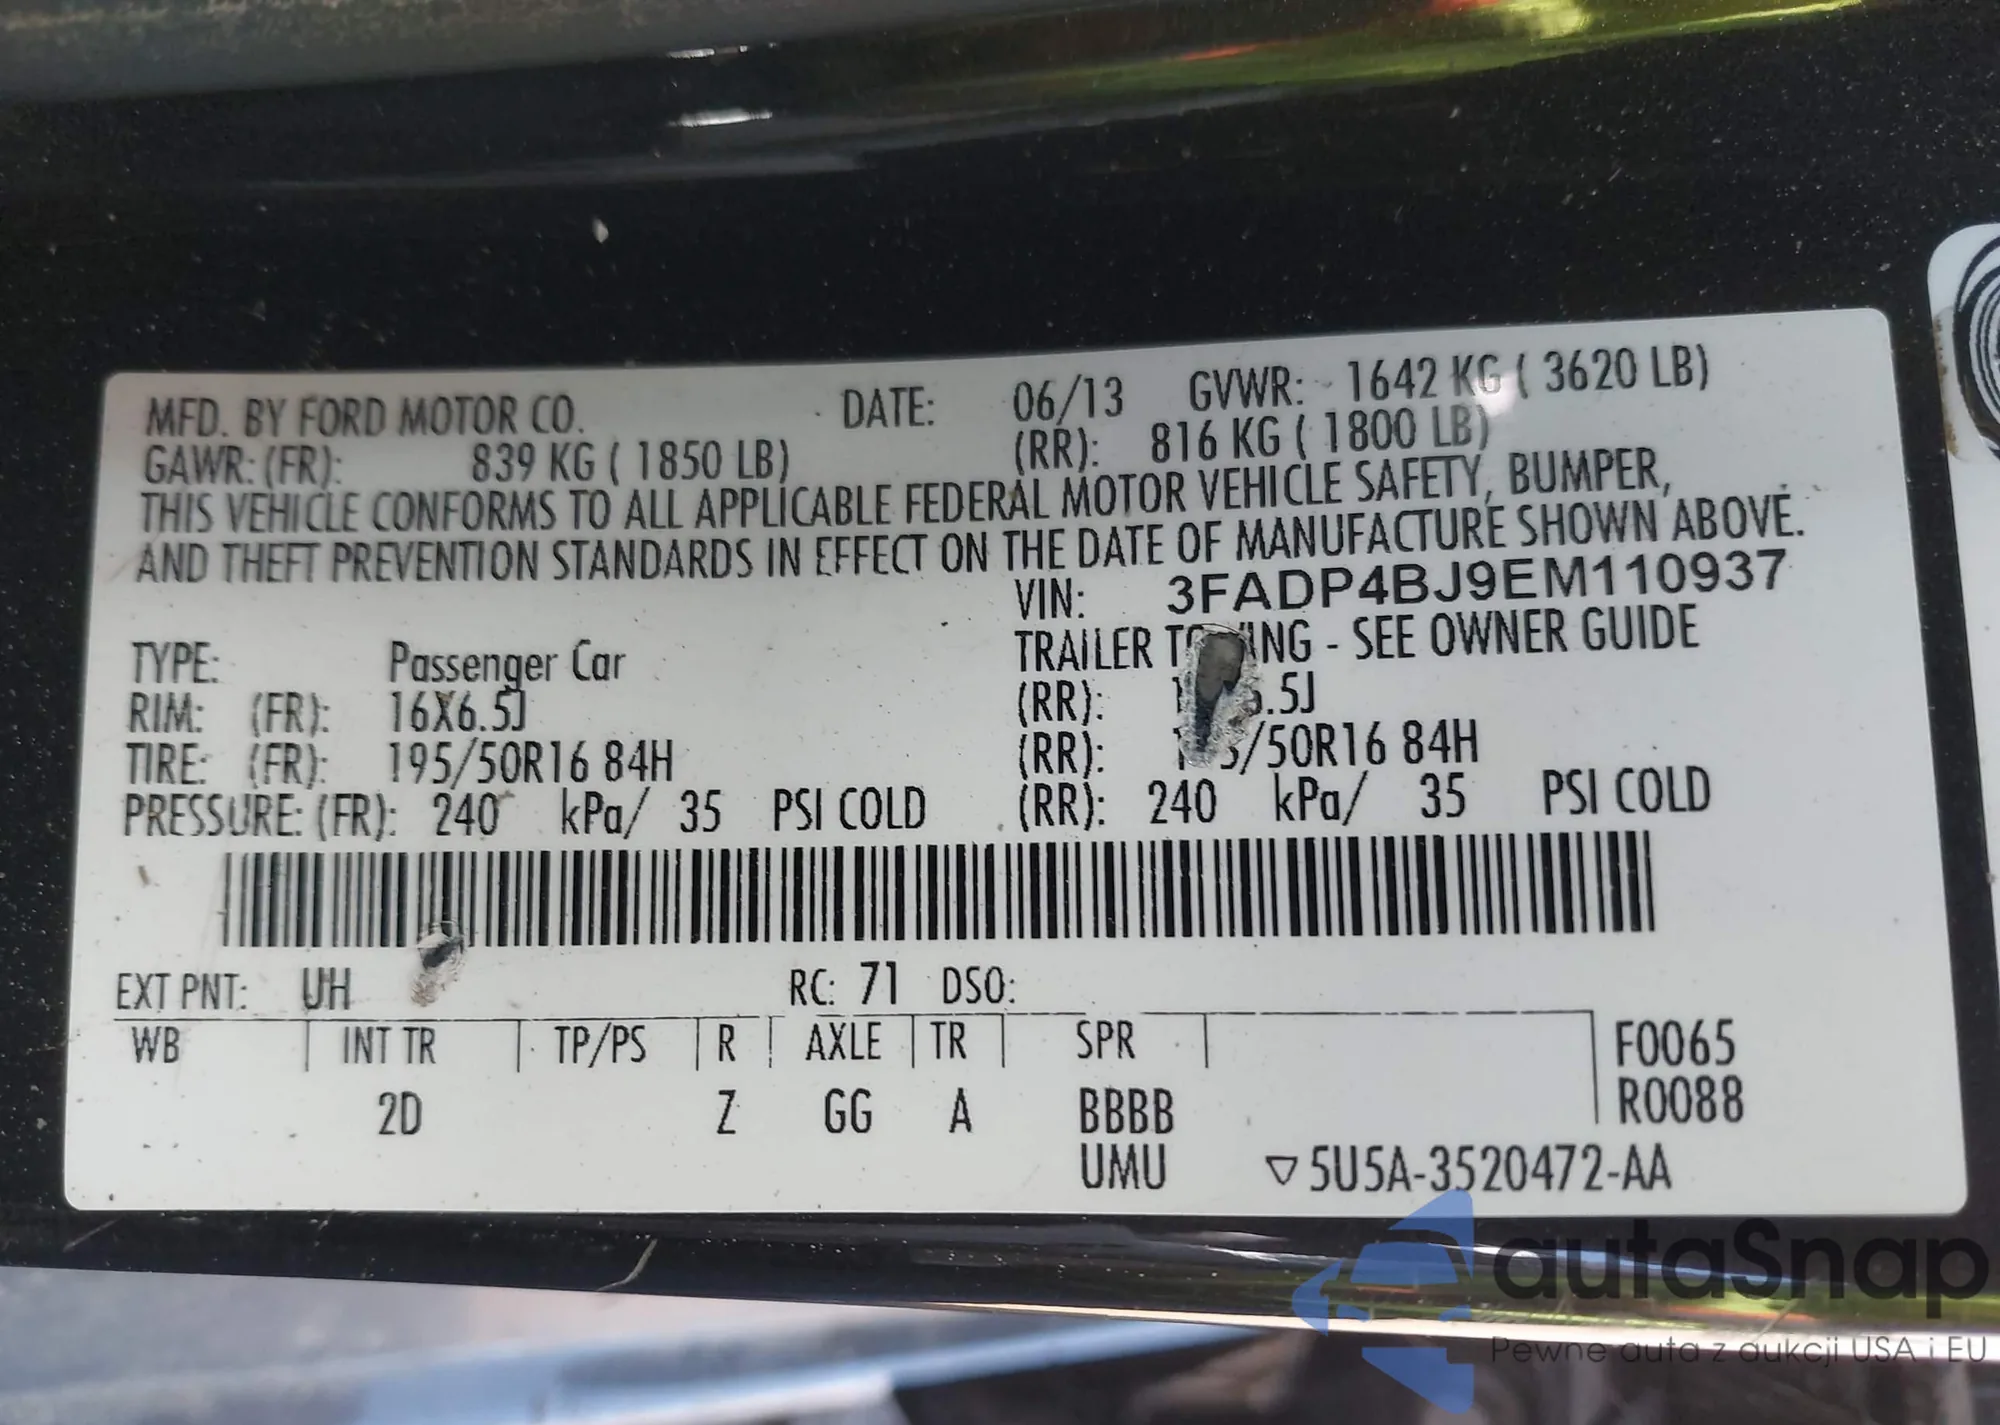 MFD. BY FORD MOTOR CO. DATE: 06/13 GVWR: 1642 KG ( 3620 LB)
GAWR: (FR): 839 KG ( 1850 LB) (RR): 816 KG ( 1800 LB)
THIS VEHICLE CONFORMS TO ALL APPLICABLE FEDERAL MOTOR VEHICLE SAFETY, BUMPER,
AND THEFT PREVENTION STANDARDS IN EFFECT ON THE DATE OF MANUFACTURE SHOWN ABOVE.
VIN: 3FADP4BJ9EM110937
TYPE: Passenger Car TRAILER - SEE OWNER GUIDE
RIM: (FR): 16X6.5J (RR):
TIRE: (FR): 195/50R16 84H (RR): 84H
PRESSURE: (FR): 240 kPa/ 35 PSI COLD (RR): 240 kPa/ 35 PSI COLD
EXT PNT: UH RC: 71 DSO:
WB INT TR TP/PS R AXLE TR SPR F0065
2D Z GG A BBBB R0088
UMU 5U5A-3520472-AA
autaSnap
Pewne auta z aukcji USA i EU